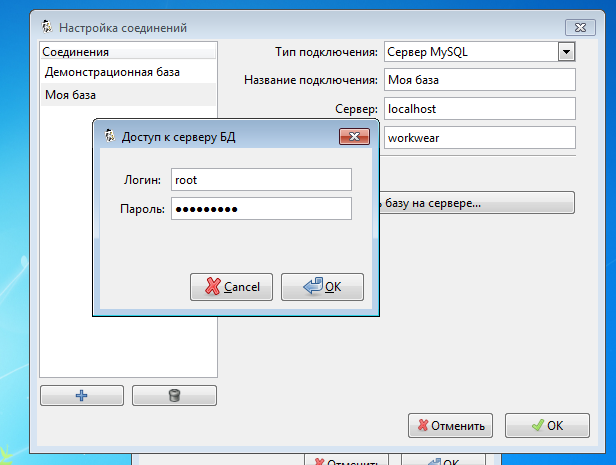 Настройка соединений
Соединения
Демонстрационная база
Моя база
Тип подключения: Сервер MySQL
Название подключения: Моя база
Сервер: localhost
workwear
базу на сервере...
Доступ к серверу БД
Логин: root
Пароль: ●●●●●●●●●
Cancel OK
Отменить OK
Отменить OK